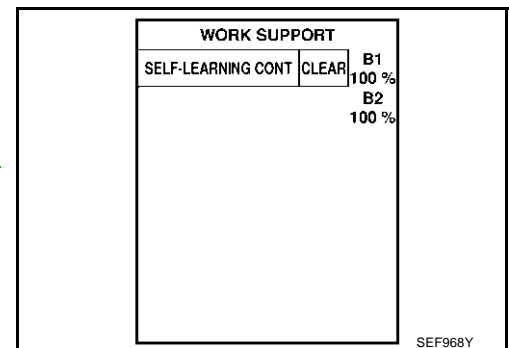 WORK SUPPORT
SELF-LEARNING CONT CLEAR B1
100 %
B2
100 %
SEF968Y